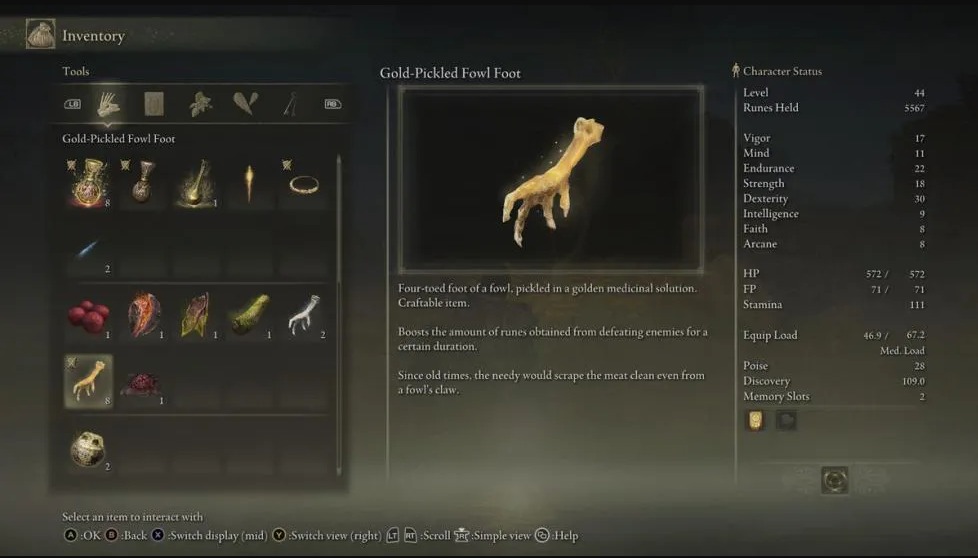 Inventory
Tools
LB
RB
Gold-Pickled Fowl Foot
8
1
2
1
1
1
1
2
8
1
2
Gold-Pickled Fowl Foot
Four-toed foot of a fowl, pickled in a golden medicinal solution.
Craftable item.
Boosts the amount of runes obtained from defeating enemies for a
certain duration.
Since old times, the needy would scrape the meat clean even from
a fowl's claw.
Character Status
Level 44
Runes Held 5567
Vigor 17
Mind 11
Endurance 22
Strength 18
Dexterity 30
Intelligence 9
Faith 8
Arcane 8
HP 572 / 572
FP 71 / 71
Stamina 111
Equip Load 46.9 / 67.2
Med. Load
Poise 28
Discovery 109.0
Memory Slots 2
Select an item to interact with
A :OK B :Back X :Switch display (mid) Y :Switch view (right) LT RT :Scroll R :Simple view :Help